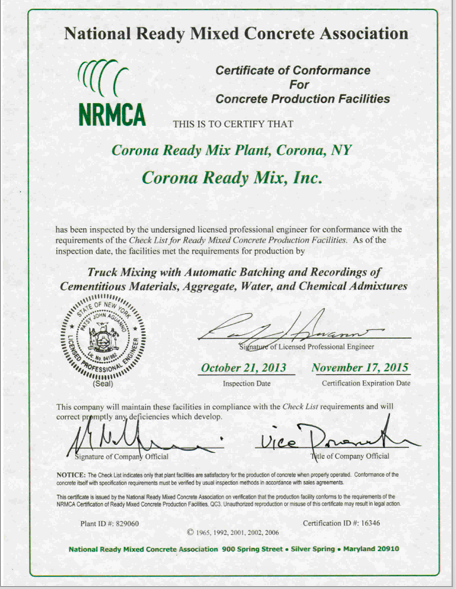 National Ready Mixed Concrete Association
NRMCA
Certificate of Conformance
For
Concrete Production Facilities
THIS IS TO CERTIFY THAT
Corona Ready Mix Plant, Corona, NY
Corona Ready Mix, Inc.
has been inspected by the undersigned licensed professional engineer for conformance with the
requirements of the Check List for Ready Mixed Concrete Production Facilities. As of the
inspection date, the facilities met the requirements for production by
Truck Mixing with Automatic Batching and Recordings of
Cementitious Materials, Aggregate, Water, and Chemical Admixtures
STATE OF NEW YORK
LICENSED PROFESSIONAL ENGINEER
(Seal)
Signature of Licensed Professional Engineer
October 21, 2013
Inspection Date
November 17, 2015
Certification Expiration Date
This company will maintain these facilities in compliance with the Check List requirements and will
correct promptly any deficiencies which develop.
Vice
Signature of Company Official
Title of Company Official
NOTICE: The Check List indicates only that plant facilities are satisfactory for the production of concrete when properly operated. Conformance of the
concrete itself with specification requirements must be verified by usual inspection methods in accordance with sales agreements.
This certificate is issued by the National Ready Mixed Concrete Association on verification that the production facility conforms to the requirements of the
NRMCA Certification of Ready Mixed Concrete Production Facilities, QC3. Unauthorized reproduction or misuse of this certificate may result in legal action.
Plant ID #: 829060
Certification ID #: 16346
© 1965, 1992, 2001, 2002, 2006
National Ready Mixed Concrete Association 900 Spring Street • Silver Spring • Maryland 20910